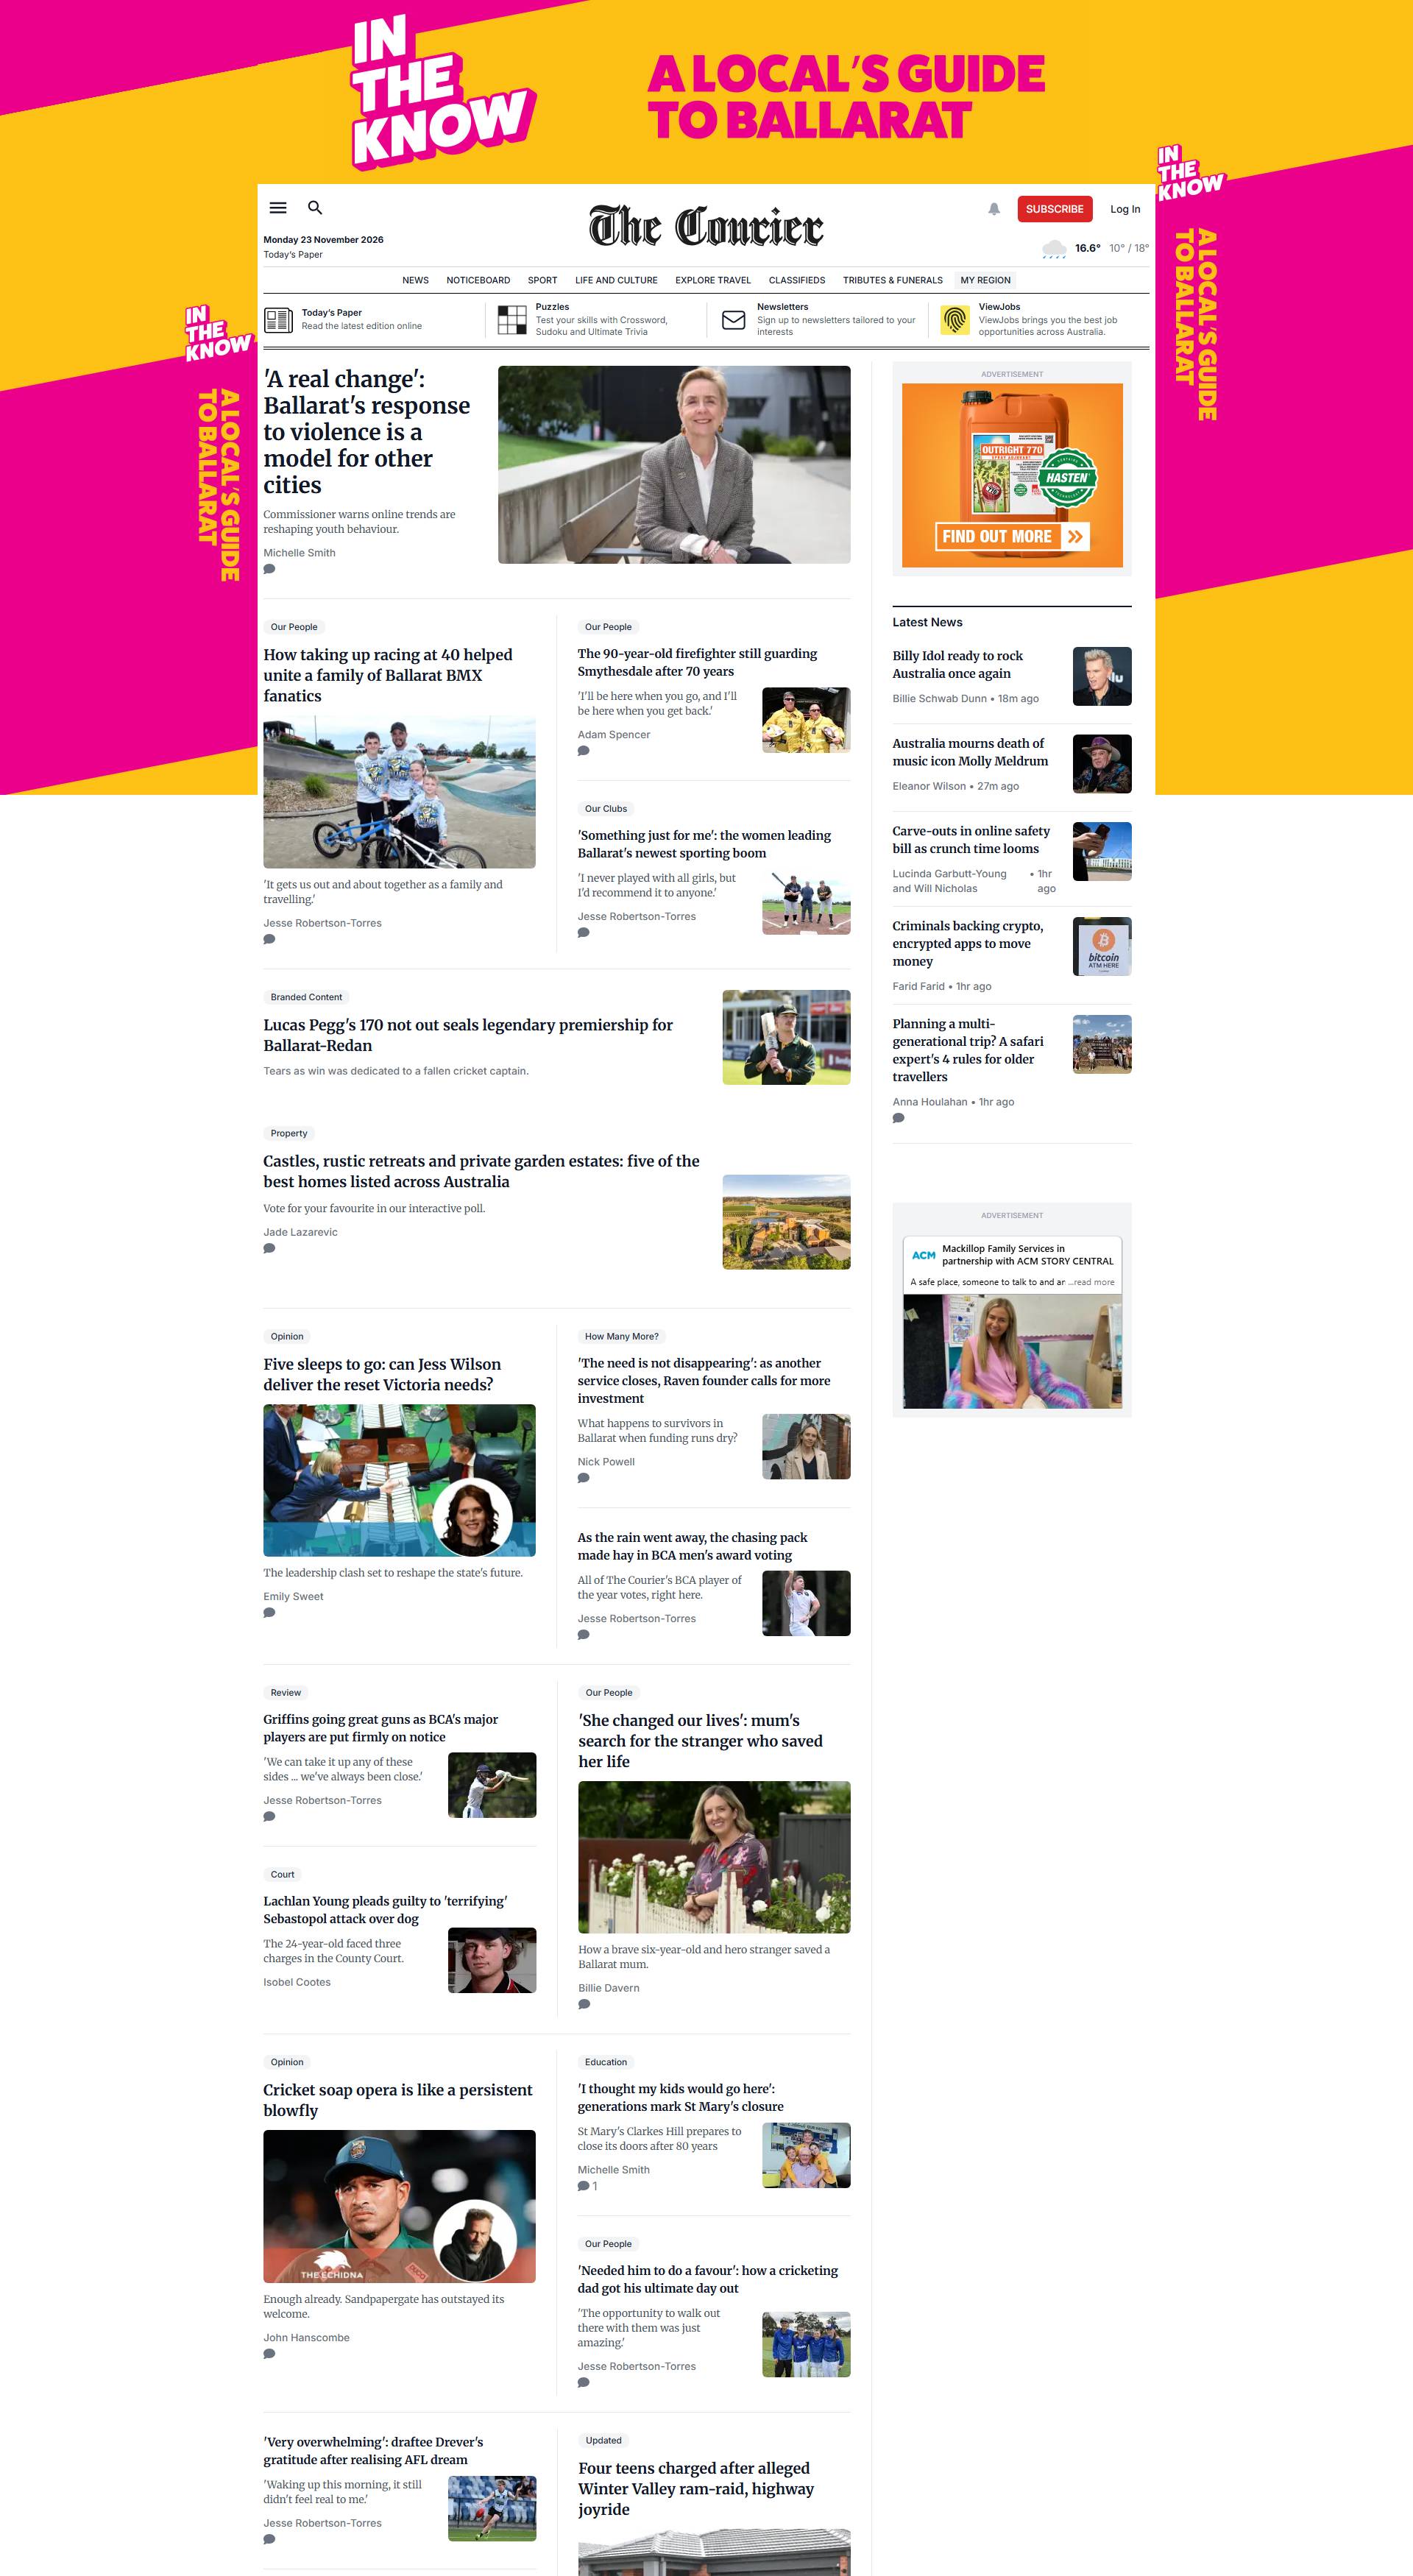 IN
THE
KNOW
A LOCAL'S GUIDE
TO BALLARAT
IN
THE
KNOW
A LOCAL'S GUIDE
TO BALLARAT
IN
THE
KNOW
A LOCAL'S GUIDE
TO BALLARAT
The Courier
SUBSCRIBE
Log In
Monday 23 November 2026
Today's Paper
16.6° 10° / 18°
NEWS NOTICEBOARD SPORT LIFE AND CULTURE EXPLORE TRAVEL CLASSIFIEDS TRIBUTES & FUNERALS MY REGION
Today's Paper
Read the latest edition online
Puzzles
Test your skills with Crossword,
Sudoku and Ultimate Trivia
Newsletters
Sign up to newsletters tailored to your
interests
ViewJobs
ViewJobs brings you the best job
opportunities across Australia.
'A real change':
Ballarat's response
to violence is a
model for other
cities
Commissioner warns online trends are
reshaping youth behaviour.
Michelle Smith
Our People
How taking up racing at 40 helped
unite a family of Ballarat BMX
fanatics
'It gets us out and about together as a family and
travelling.'
Jesse Robertson-Torres
Our People
The 90-year-old firefighter still guarding
Smythesdale after 70 years
'I'll be here when you go, and I'll
be here when you get back.'
Adam Spencer
Our Clubs
'Something just for me': the women leading
Ballarat's newest sporting boom
'I never played with all girls, but
I'd recommend it to anyone.'
Jesse Robertson-Torres
Branded Content
Lucas Pegg's 170 not out seals legendary premiership for
Ballarat-Redan
Tears as win was dedicated to a fallen cricket captain.
Property
Castles, rustic retreats and private garden estates: five of the
best homes listed across Australia
Vote for your favourite in our interactive poll.
Jade Lazarevic
Opinion
Five sleeps to go: can Jess Wilson
deliver the reset Victoria needs?
The leadership clash set to reshape the state's future.
Emily Sweet
How Many More?
'The need is not disappearing': as another
service closes, Raven founder calls for more
investment
What happens to survivors in
Ballarat when funding runs dry?
Nick Powell
As the rain went away, the chasing pack
made hay in BCA men's award voting
All of The Courier's BCA player of
the year votes, right here.
Jesse Robertson-Torres
Review
Griffins going great guns as BCA's major
players are put firmly on notice
'We can take it up any of these
sides ... we've always been close.'
Jesse Robertson-Torres
Court
Lachlan Young pleads guilty to 'terrifying'
Sebastopol attack over dog
The 24-year-old faced three
charges in the County Court.
Isobel Cootes
Our People
'She changed our lives': mum's
search for the stranger who saved
her life
How a brave six-year-old and hero stranger saved a
Ballarat mum.
Billie Davern
Opinion
Cricket soap opera is like a persistent
blowfly
THE ECHIDNA
Enough already. Sandpapergate has outstayed its
welcome.
John Hanscombe
Education
'I thought my kids would go here':
generations mark St Mary's closure
St Mary's Clarkes Hill prepares to
close its doors after 80 years
Michelle Smith
1
Our People
'Needed him to do a favour': how a cricketing
dad got his ultimate day out
'The opportunity to walk out
there with them was just
amazing.'
Jesse Robertson-Torres
'Very overwhelming': draftee Drever's
gratitude after realising AFL dream
'Waking up this morning, it still
didn't feel real to me.'
Jesse Robertson-Torres
Updated
Four teens charged after alleged
Winter Valley ram-raid, highway
joyride
ADVERTISEMENT
OUTRIGHT 770
HASTEN
FIND OUT MORE
Latest News
Billy Idol ready to rock
Australia once again
Billie Schwab Dunn • 18m ago
Australia mourns death of
music icon Molly Meldrum
Eleanor Wilson • 27m ago
Carve-outs in online safety
bill as crunch time looms
Lucinda Garbutt-Young
and Will Nicholas
• 1hr
ago
Criminals backing crypto,
encrypted apps to move
money
Farid Farid • 1hr ago
bitcoin
ATM HERE
Planning a multi-
generational trip? A safari
expert's 4 rules for older
travellers
Anna Houlahan • 1hr ago
ADVERTISEMENT
ACM
Mackillop Family Services in
partnership with ACM STORY CENTRAL
A safe place, someone to talk to and ar ...read more